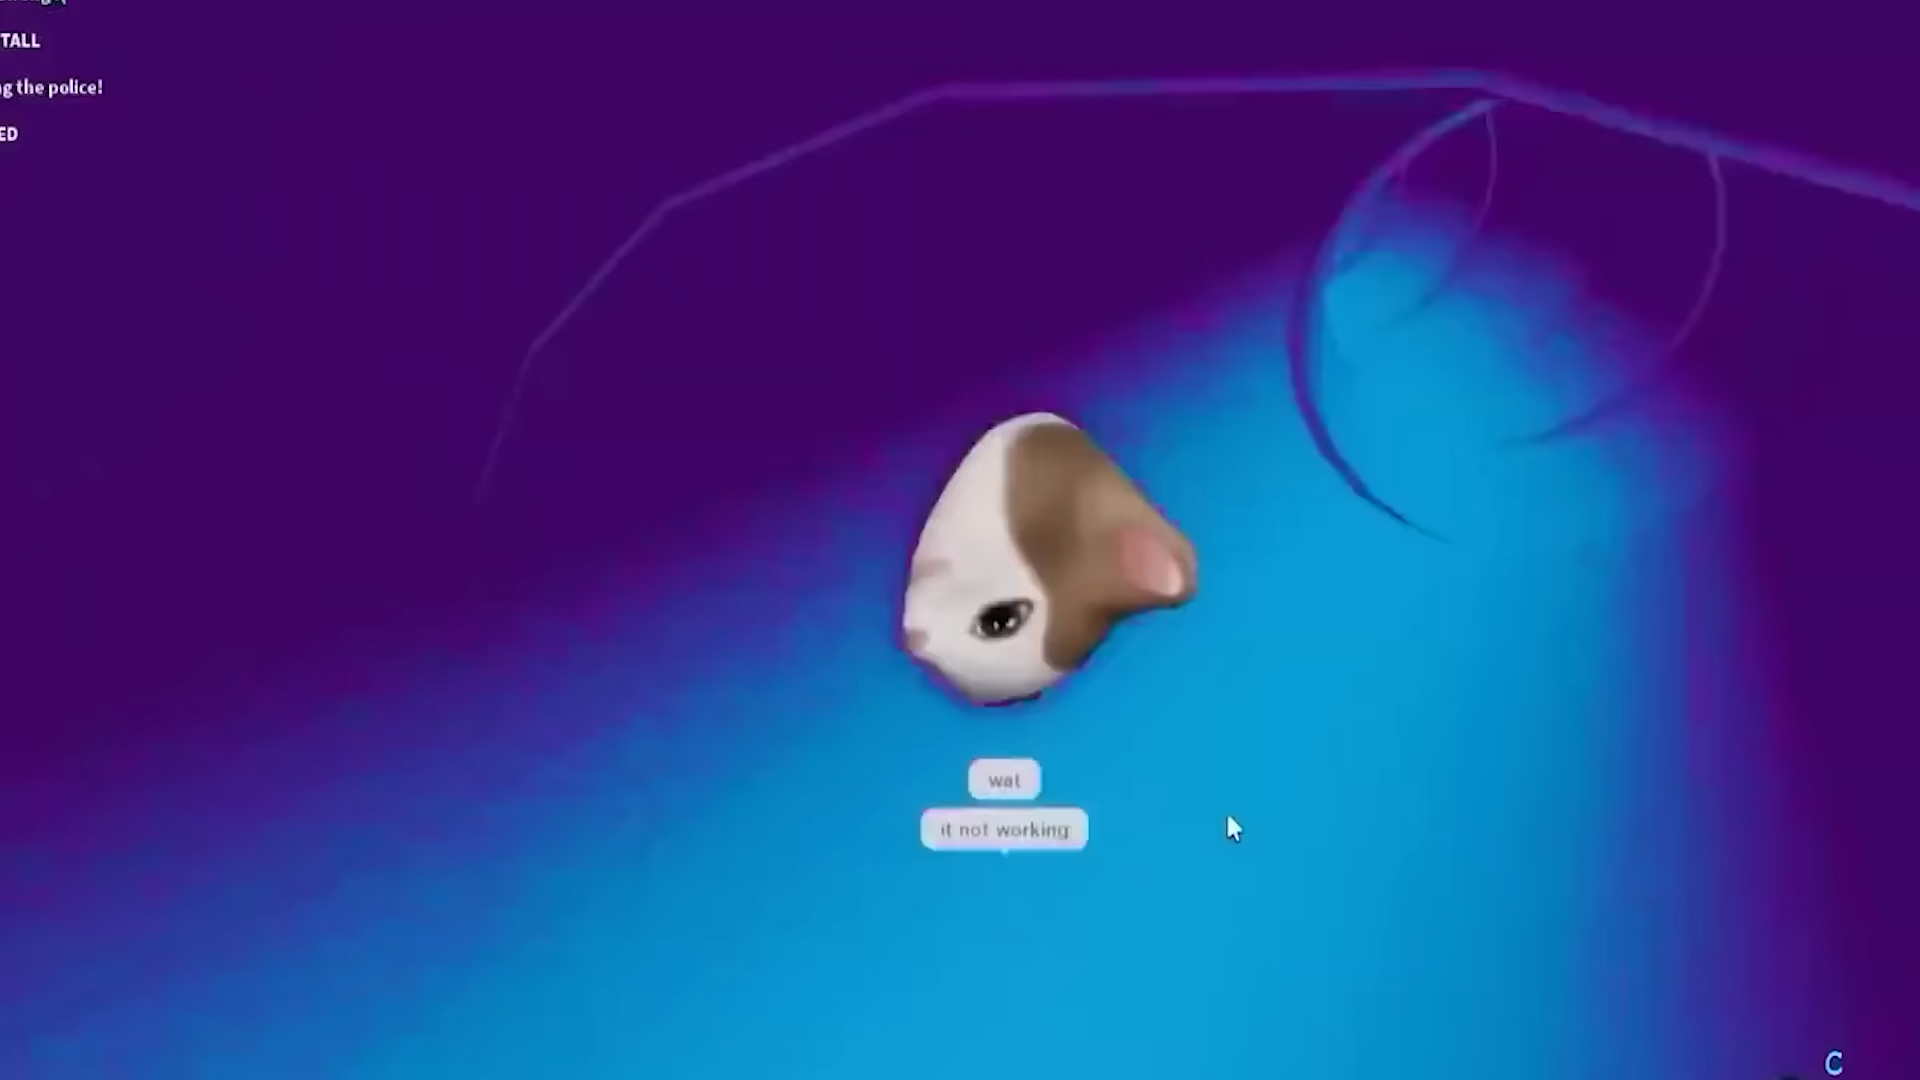 TALL
g the police!
ED
wat
it not working
C